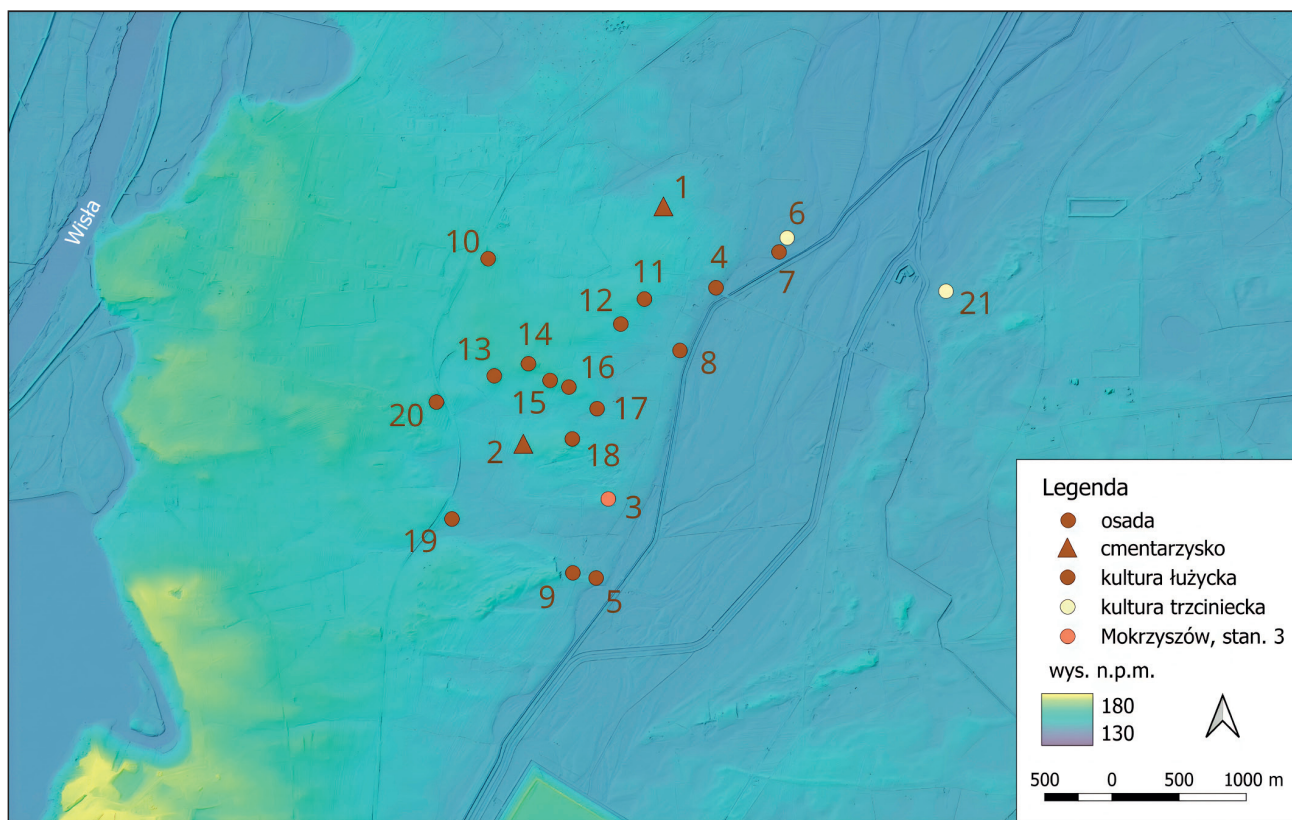 Wisła
1
6
10
4
7
11
21
12
14
8
13
16
15
17
20
2
18
3
19
9
5
Legenda
osada
cmentarzysko
kultura łużycka
kultura trzciniecka
Mokrzyszów, stan. 3
wys. n.p.m.
180
130
500 0 500 1000 m